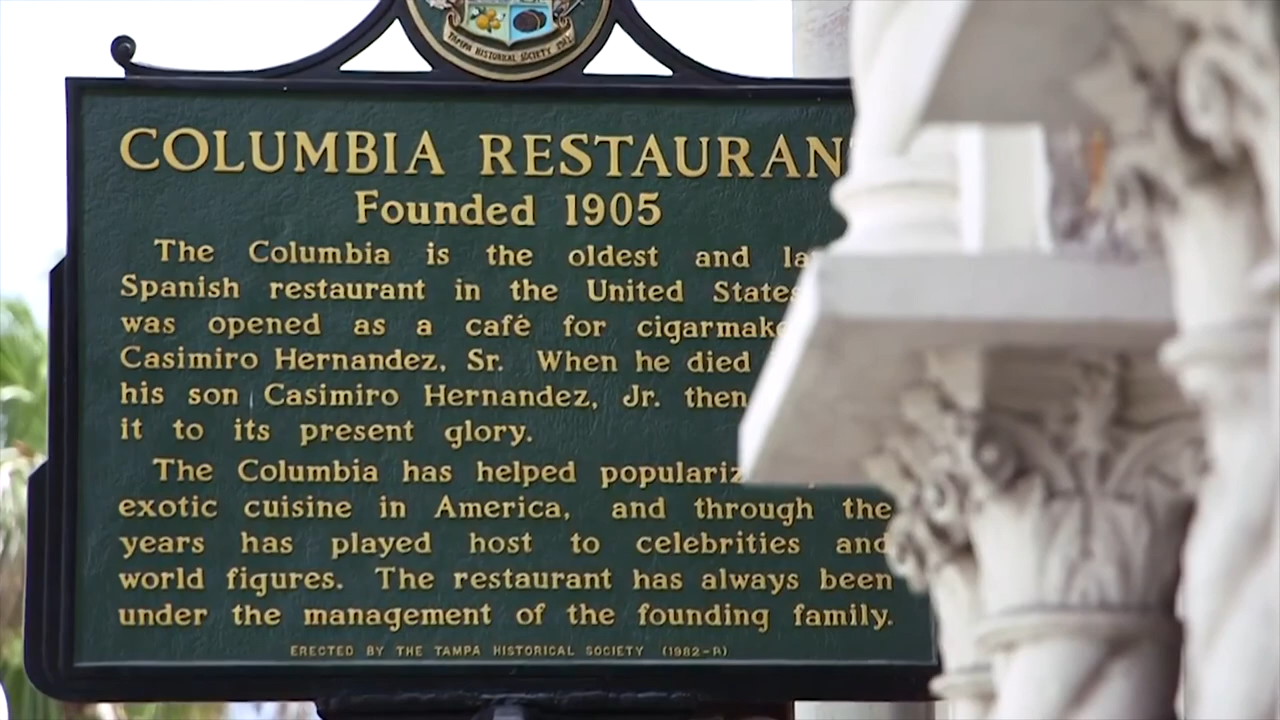 TAMPA HISTORICAL SOCIETY
COLUMBIA RESTAURAN
Founded 1905
The Columbia is the oldest and la
Spanish restaurant in the United States
was opened as a café for cigarmake
Casimiro Hernandez, Sr. When he died
his son Casimiro Hernandez, Jr. then
it to its present glory.
The Columbia has helped populariz
exotic cuisine in America, and through the
years has played host to celebrities and
world figures. The restaurant has always been
under the management of the founding family.
ERECTED BY THE TAMPA HISTORICAL SOCIETY (1982-R)